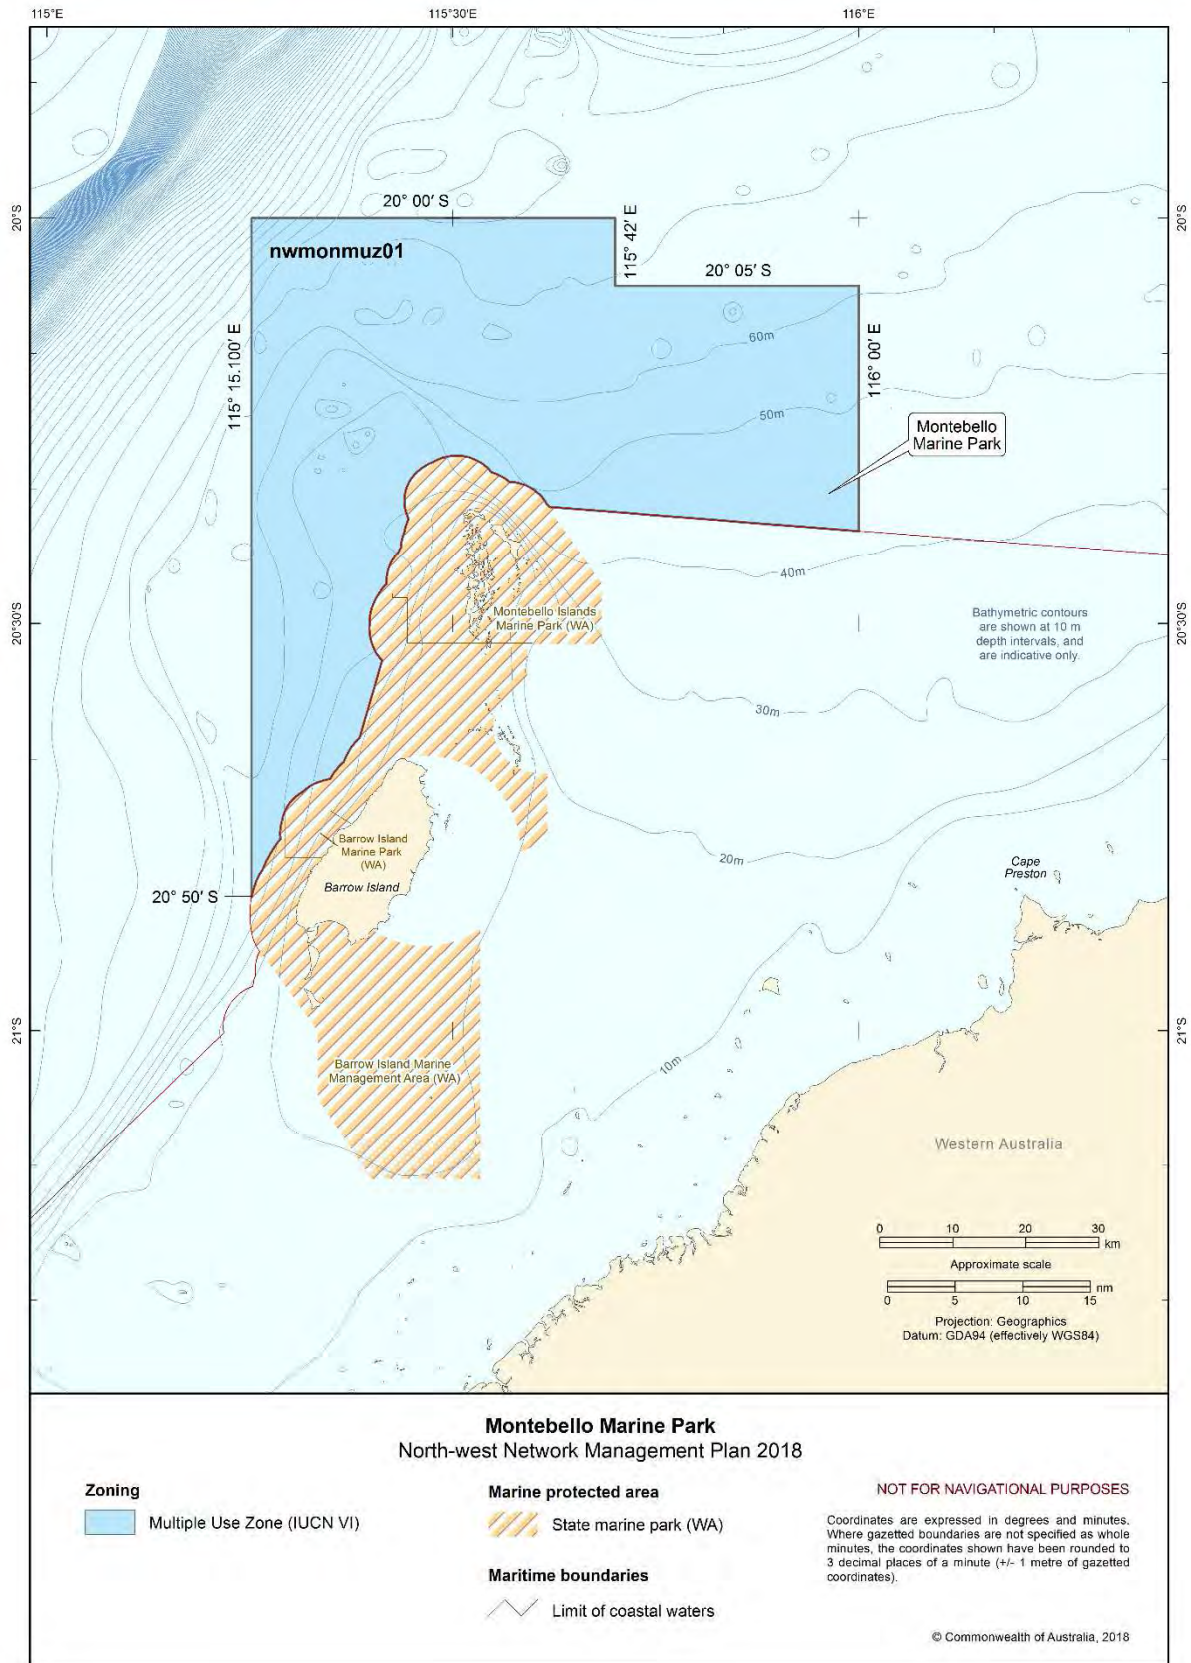 115°E
115°30'E
116°E
20°S
20°S
20° 00′ S
115° 42′ E
20° 05′ S
nwmonmuz01
115° 15.100′ E
116° 00′ E
60m
50m
Montebello
Marine Park
40m
20°30'S
20°30'S
Montebello Islands
Marine Park (WA)
Bathymetric contours
are shown at 10 m
depth intervals, and
are indicative only.
30m
Barrow Island
Marine Park
(WA)
Barrow Island
20m
Cape
Preston
20° 50′ S
21°S
21°S
Barrow Island Marine
Management Area (WA)
10m
Western Australia
0 10 20 30
km
Approximate scale
nm
0 5 10 15
Projection: Geographics
Datum: GDA94 (effectively WGS84)
Montebello Marine Park
North-west Network Management Plan 2018
Zoning
Multiple Use Zone (IUCN VI)
Marine protected area
State marine park (WA)
Maritime boundaries
Limit of coastal waters
NOT FOR NAVIGATIONAL PURPOSES
Coordinates are expressed in degrees and minutes.
Where gazetted boundaries are not specified as whole
minutes, the coordinates shown have been rounded to
3 decimal places of a minute (+/- 1 metre of gazetted
coordinates).
© Commonwealth of Australia, 2018